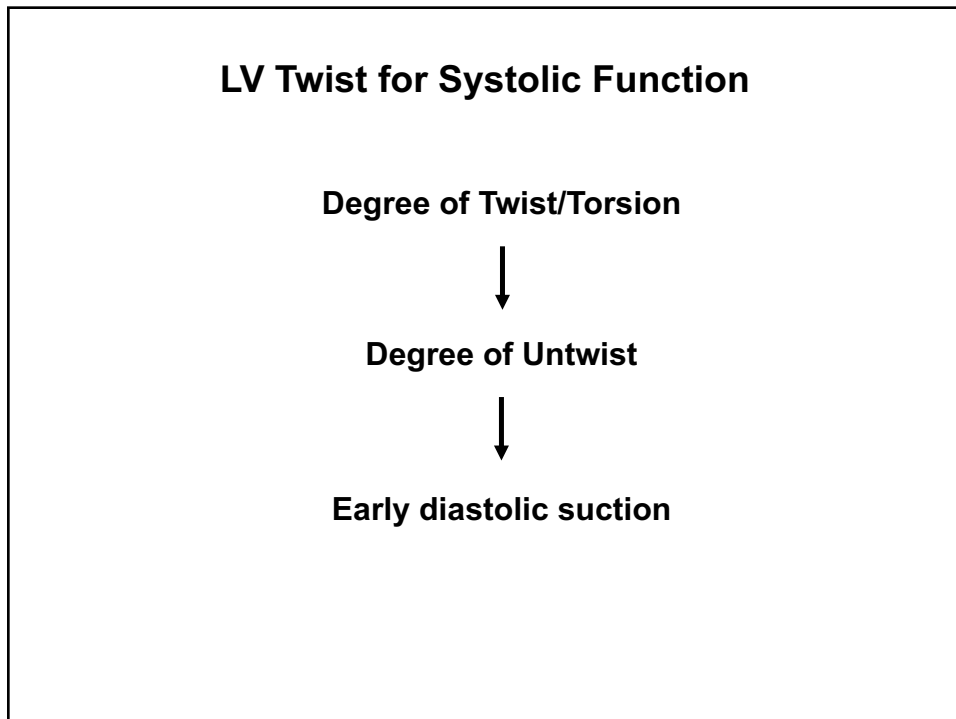 LV Twist for Systolic Function
Degree of Twist/Torsion
Degree of Untwist
Early diastolic suction